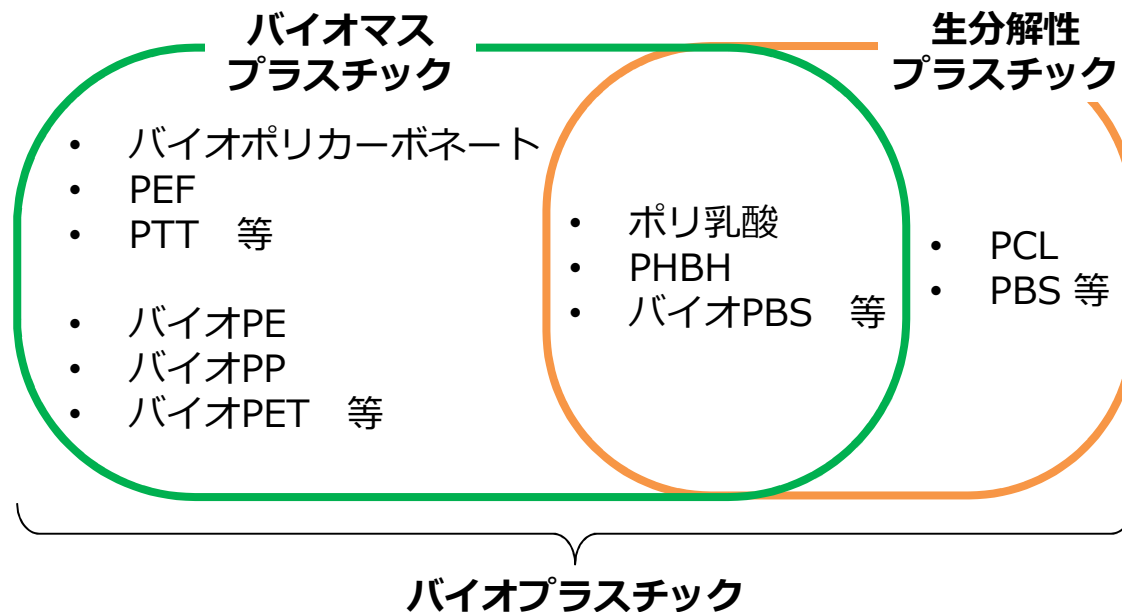 バイオマス
プラスチック
生分解性
プラスチック
• バイオポリカーボネート
• PEF
• PTT　等
• バイオPE
• バイオPP
• バイオPET　等
• ポリ乳酸
• PHBH
• バイオPBS　等
• PCL
• PBS 等
バイオプラスチック